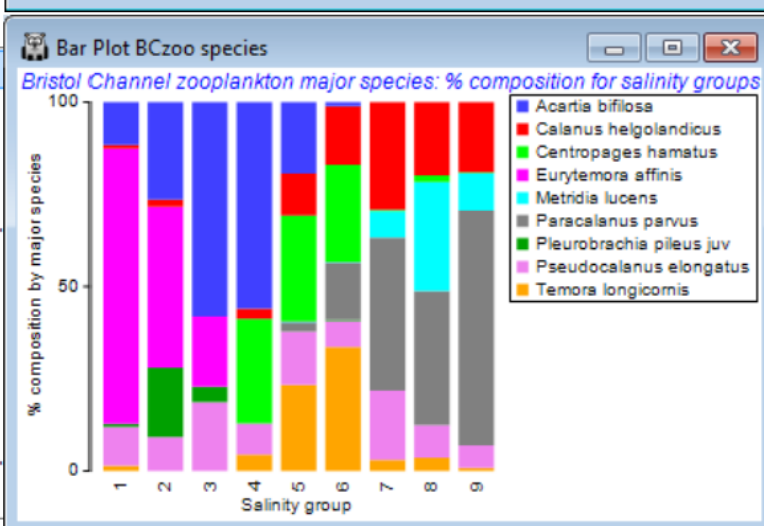 Bar Plot BCzoo species
Bristol Channel zooplankton major species: % composition for salinity groups
100
50
0
% composition by major species
1 2 3 4 5 6 7 8 9
Salinity group
Acartia bifilosa
Calanus helgolandicus
Centropages hamatus
Eurytemora affinis
Metridia lucens
Paracalanus parvus
Pleurobrachia pileus juv
Pseudocalanus elongatus
Temora longicornis